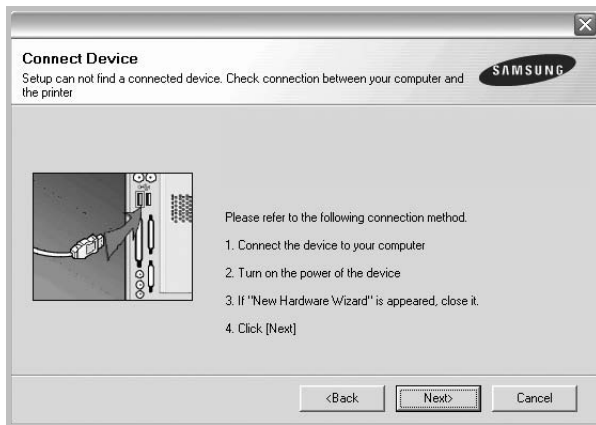 Connect Device
Setup can not find a connected device. Check connection between your computer and
the printer
SAMSUNG
Please refer to the following connection method.
1. Connect the device to your computer
2. Turn on the power of the device
3. If "New Hardware Wizard" is appeared, close it.
4. Click [Next]
<Back
Next>
Cancel